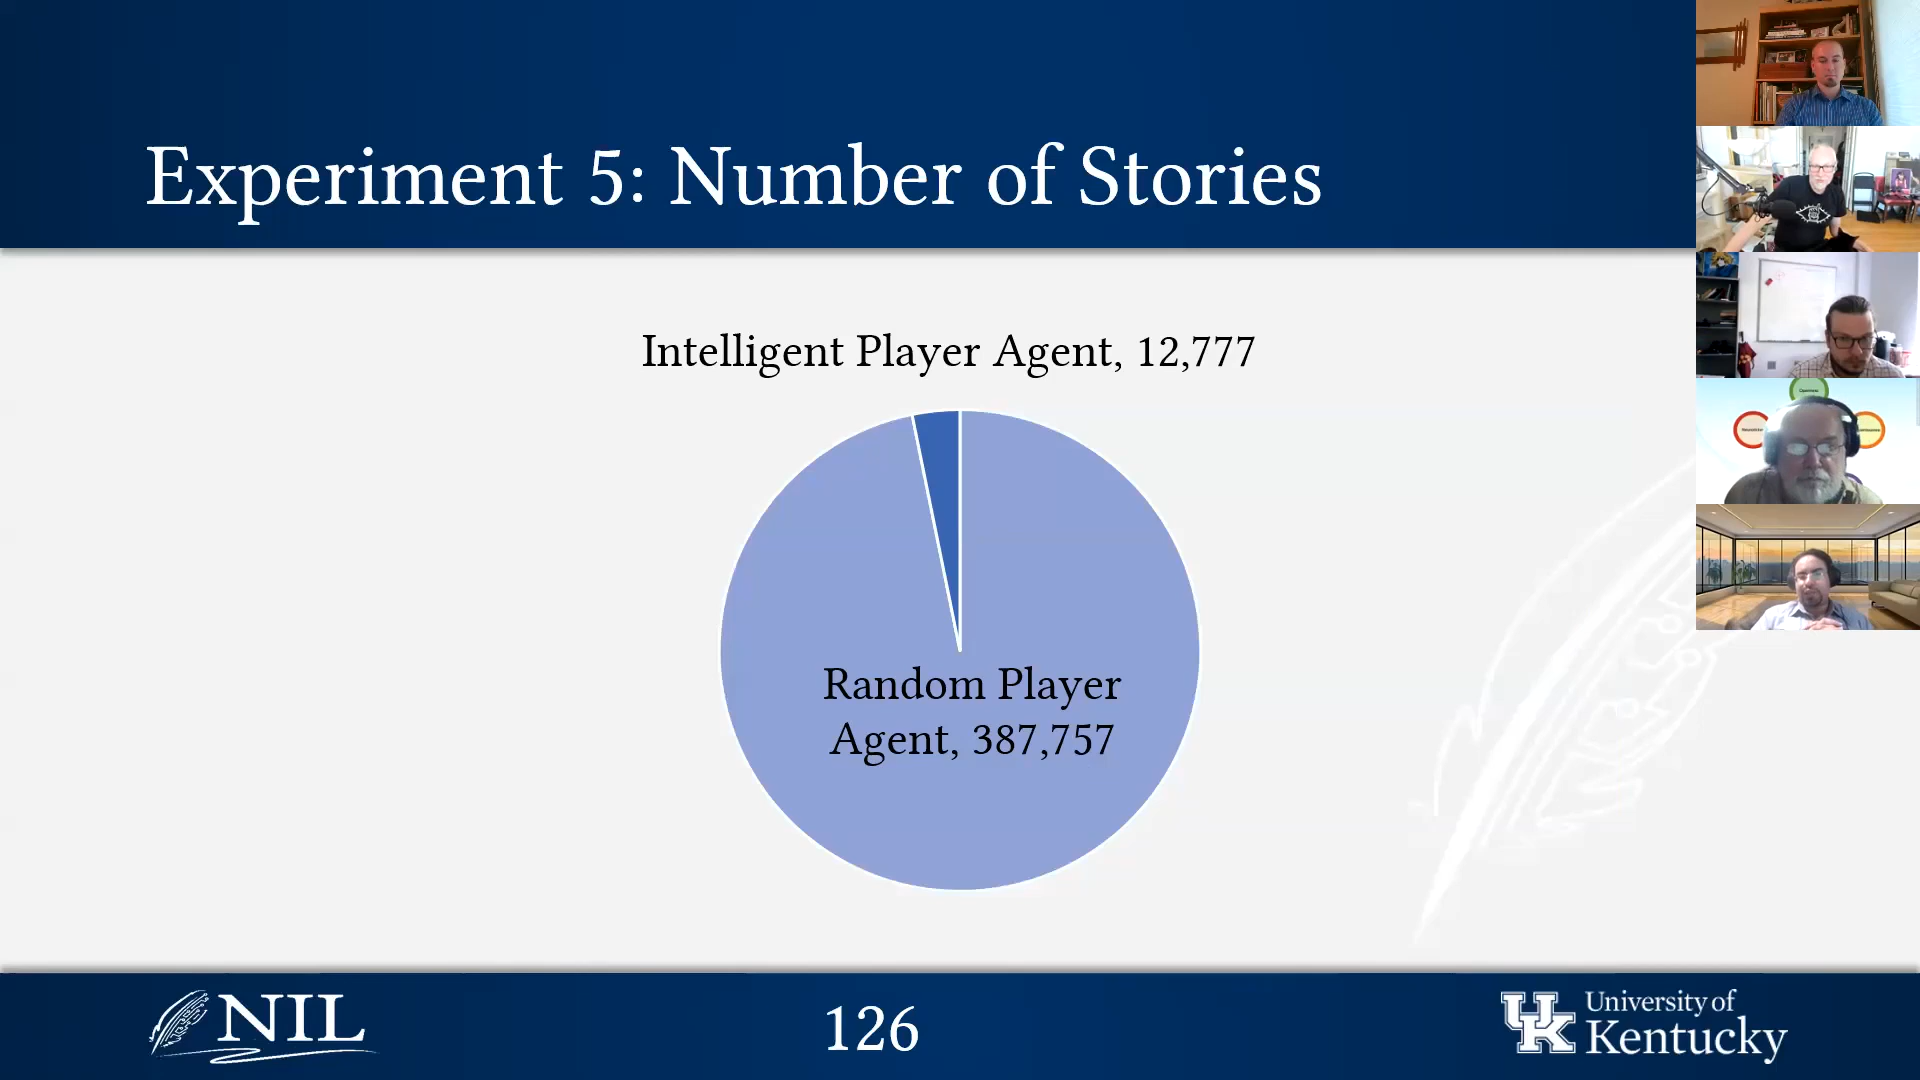 Experiment 5: Number of Stories
Intelligent Player Agent, 12,777
Random Player
Agent, 387,757
NIL
126
UK
University of
Kentucky